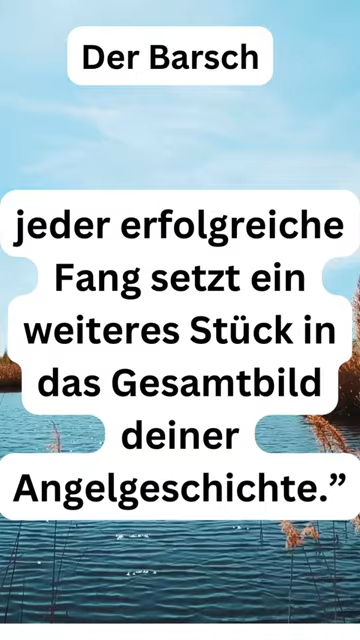 Der Barsch
jeder erfolgreiche
Fang setzt ein
weiteres Stück in
das Gesamtbild
deiner
Angelgeschichte.”